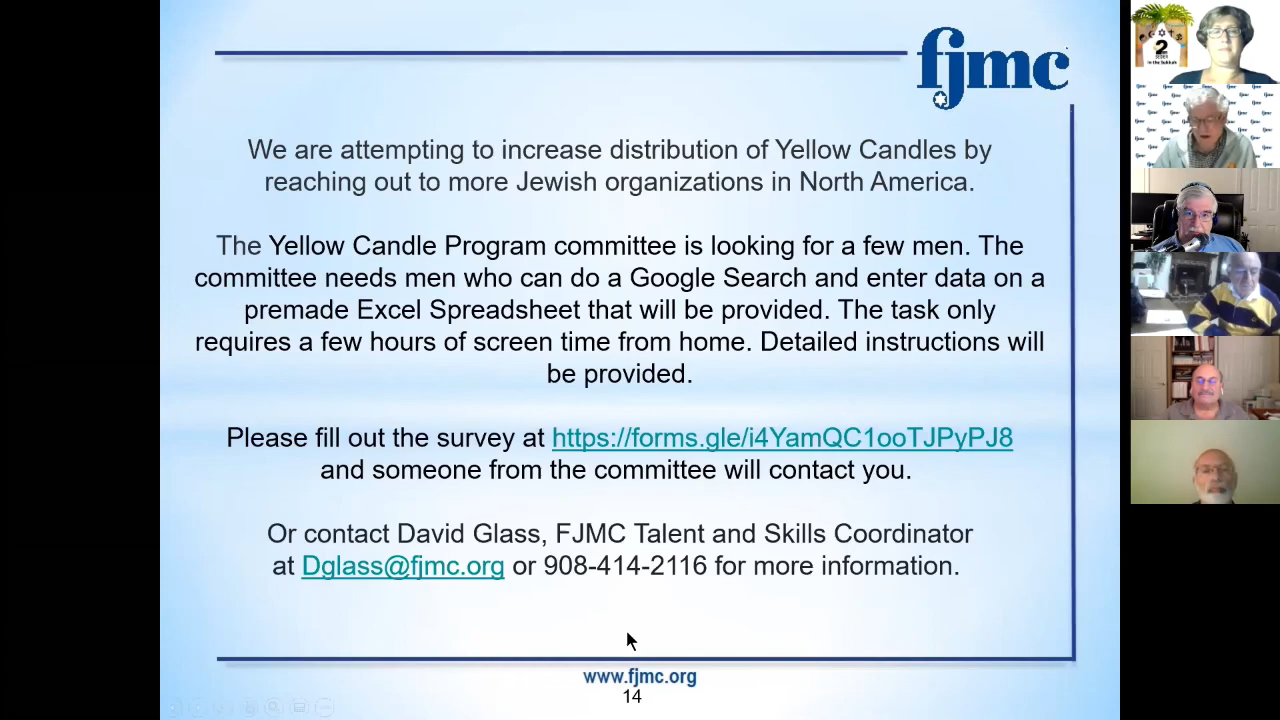 fjmc
We are attempting to increase distribution of Yellow Candles by
reaching out to more Jewish organizations in North America.
The Yellow Candle Program committee is looking for a few men. The
committee needs men who can do a Google Search and enter data on a
premade Excel Spreadsheet that will be provided. The task only
requires a few hours of screen time from home. Detailed instructions will
be provided.
Please fill out the survey at https://forms.gle/i4YamQC1ooTJPyPJ8
and someone from the committee will contact you.
Or contact David Glass, FJMC Talent and Skills Coordinator
at Dglass@fjmc.org or 908-414-2116 for more information.
www.fjmc.org
14
2
in the Sukkah